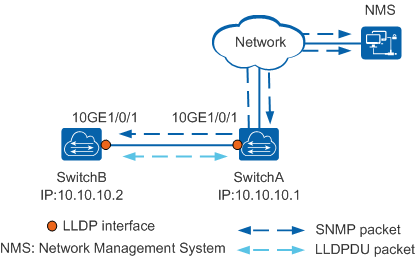 NMS
Network
10GE1/0/1
10GE1/0/1
SwitchB
IP:10.10.10.2
SwitchA
IP:10.10.10.1
LLDP interface
SNMP packet
NMS: Network Management System
LLDPDU packet